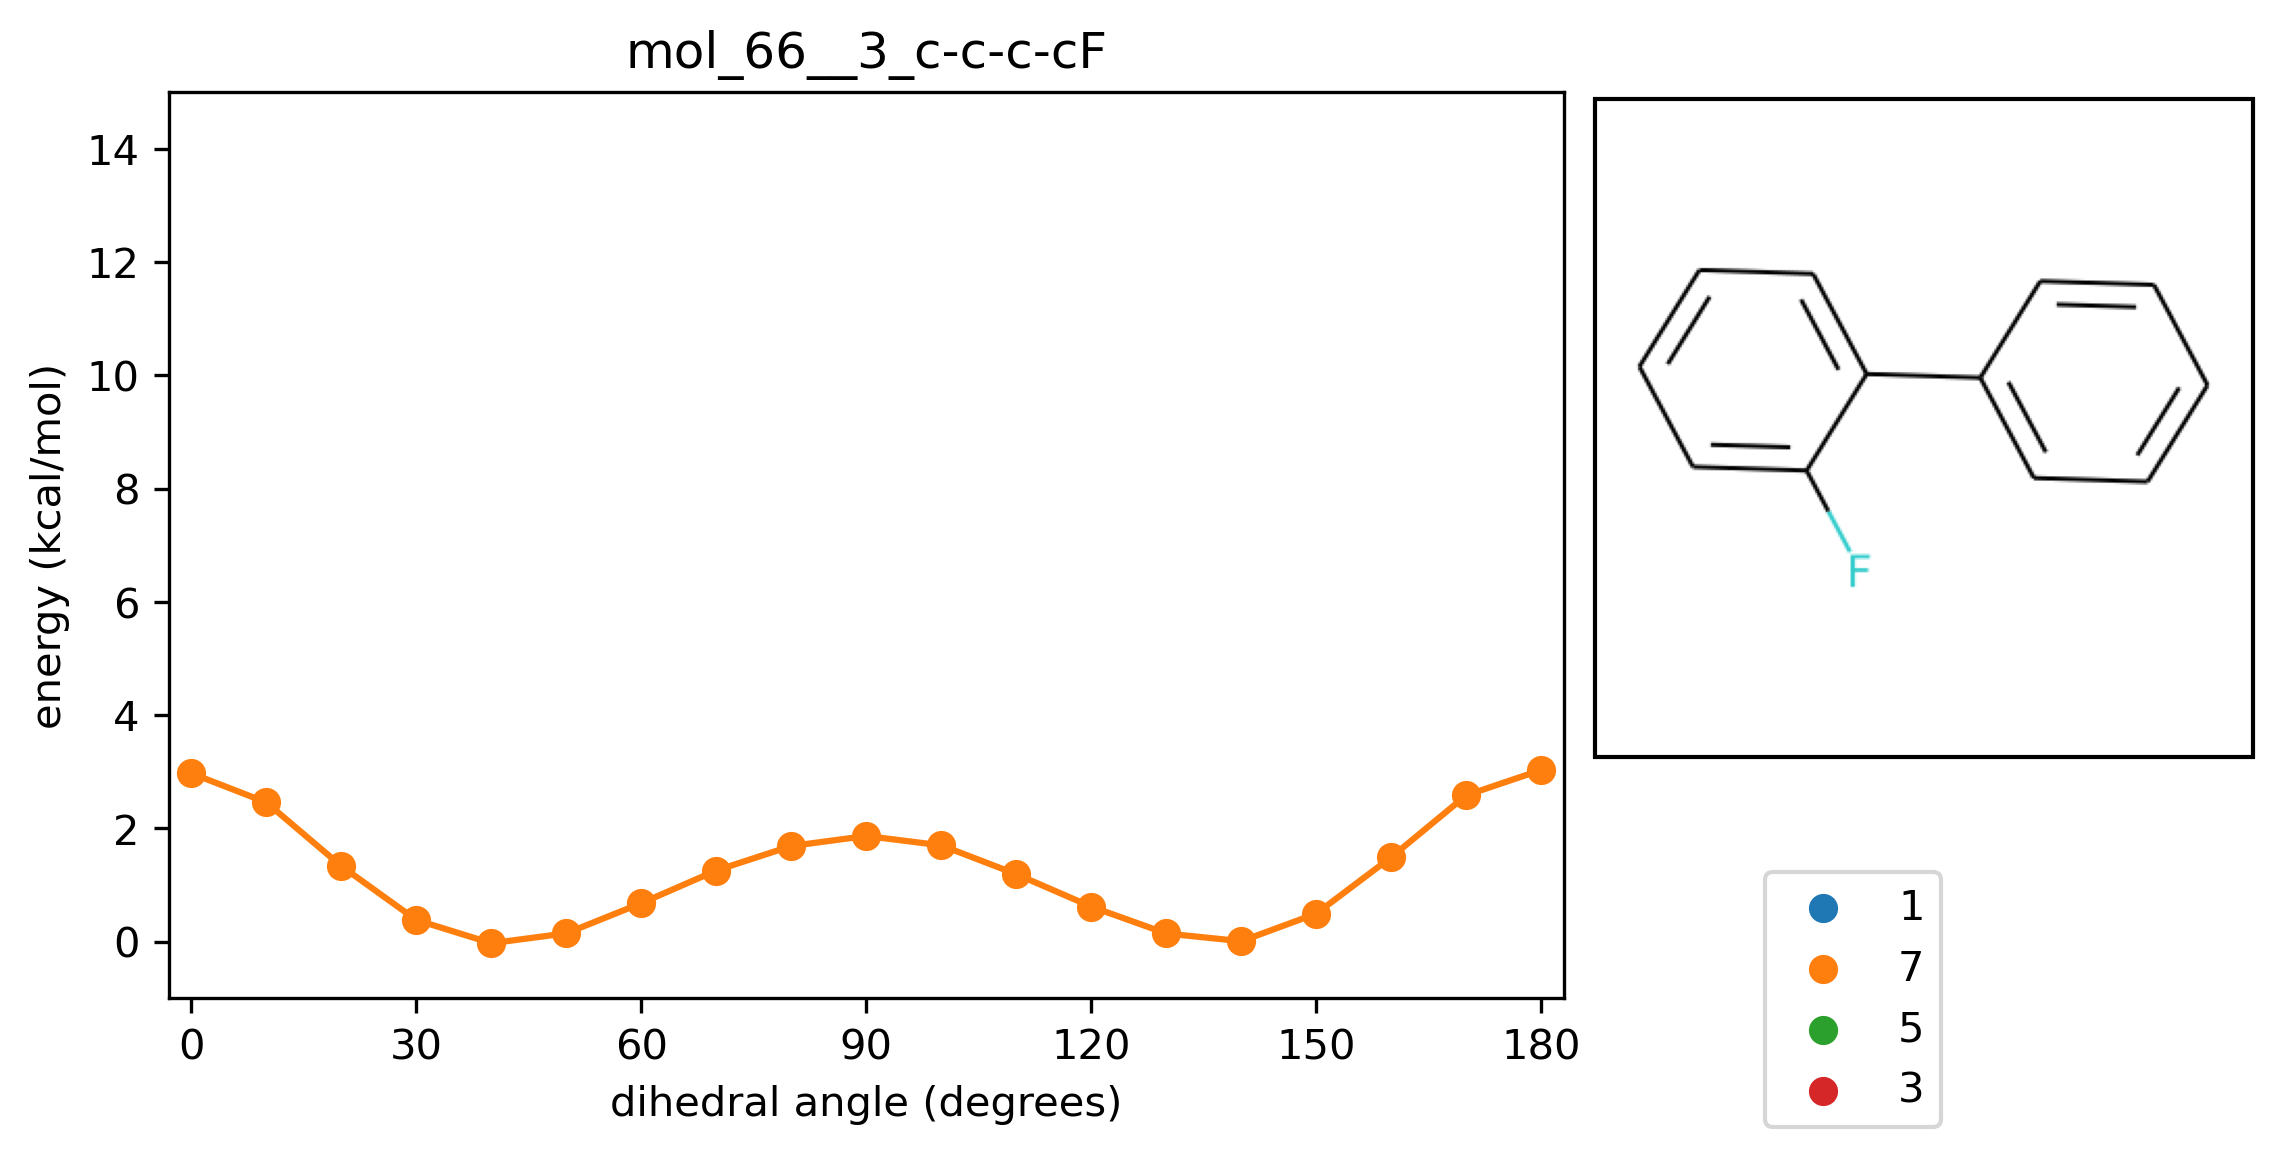 mol_66__3_c-c-c-cF
energy (kcal/mol)
14
12
10
8
6
4
2
0
0 30 60 90 120 150 180
dihedral angle (degrees)
F
1
7
5
3